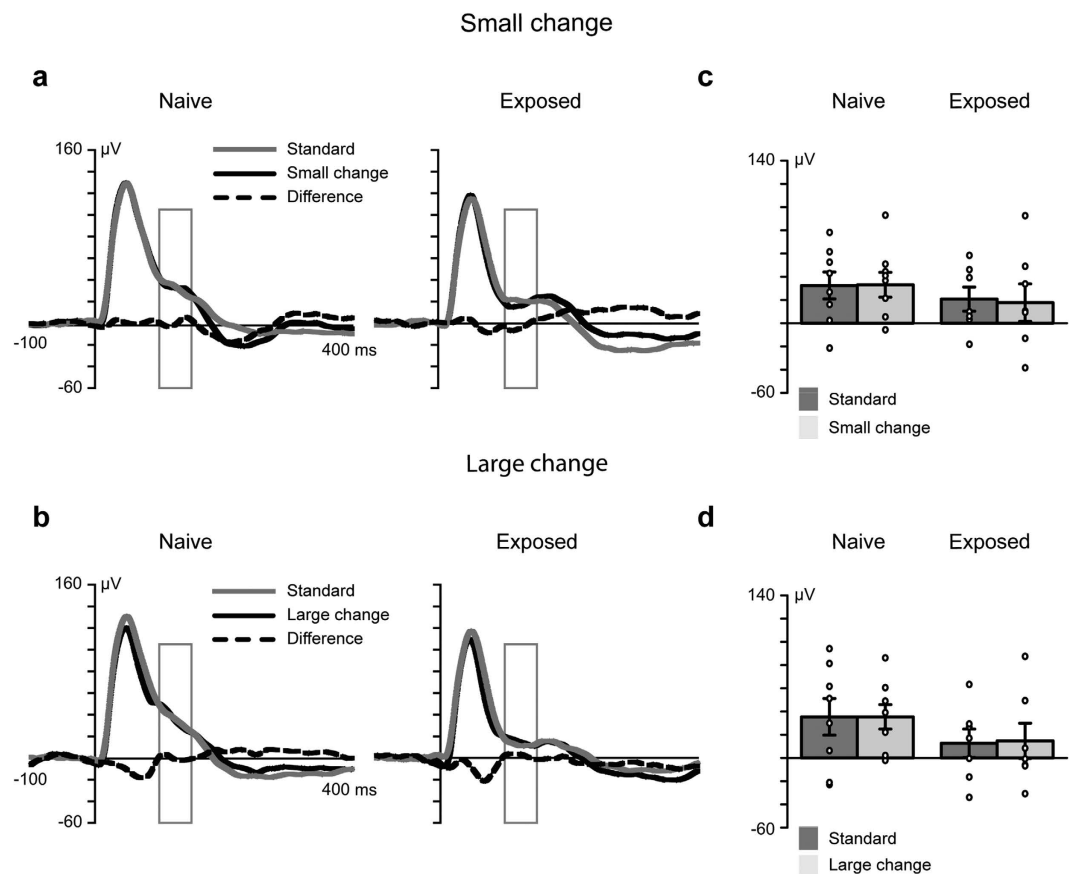 Small change
a
Naive
Exposed
160
µV
Standard
Small change
Difference
-100
400 ms
-60
c
Naive
Exposed
140
µV
-60
Standard
Small change
Large change
b
Naive
Exposed
160
µV
Standard
Large change
Difference
-100
400 ms
-60
d
Naive
Exposed
140
µV
-60
Standard
Large change